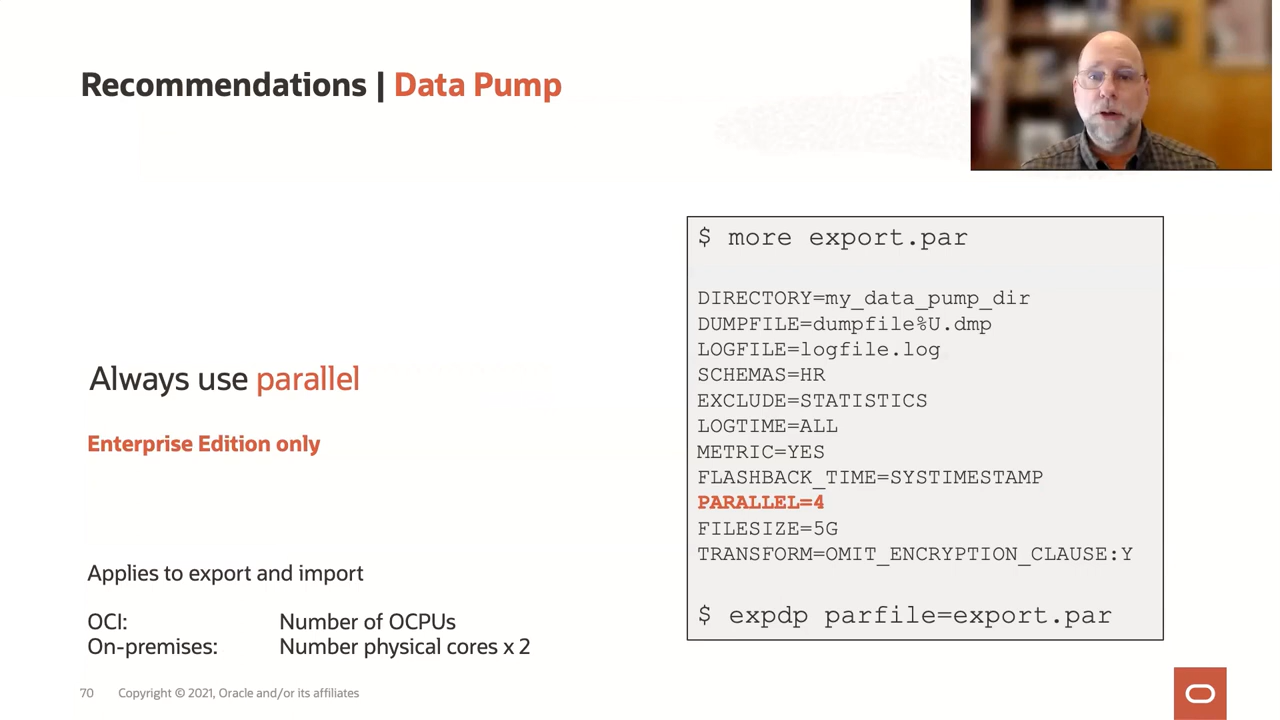 Recommendations | Data Pump
Always use parallel
Enterprise Edition only
Applies to export and import
OCI: Number of OCPUs
On-premises: Number physical cores x 2
$ more export.par
DIRECTORY=my_data_pump_dir
DUMPFILE=dumpfile%U.dmp
LOGFILE=logfile.log
SCHEMAS=HR
EXCLUDE=STATISTICS
LOGTIME=ALL
METRIC=YES
FLASHBACK_TIME=SYSTIMESTAMP
PARALLEL=4
FILESIZE=5G
TRANSFORM=OMIT_ENCRYPTION_CLAUSE:Y
$ expdp parfile=export.par
70 Copyright © 2021, Oracle and/or its affiliates